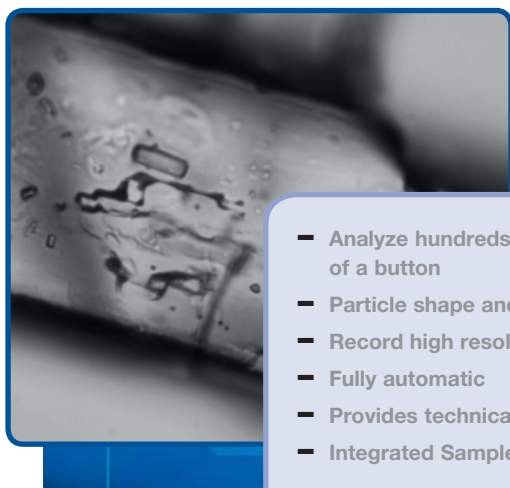 - Analyze hundreds
of a button
- Particle shape and
- Record high resol
- Fully automatic
- Provides technica
- Integrated Sample